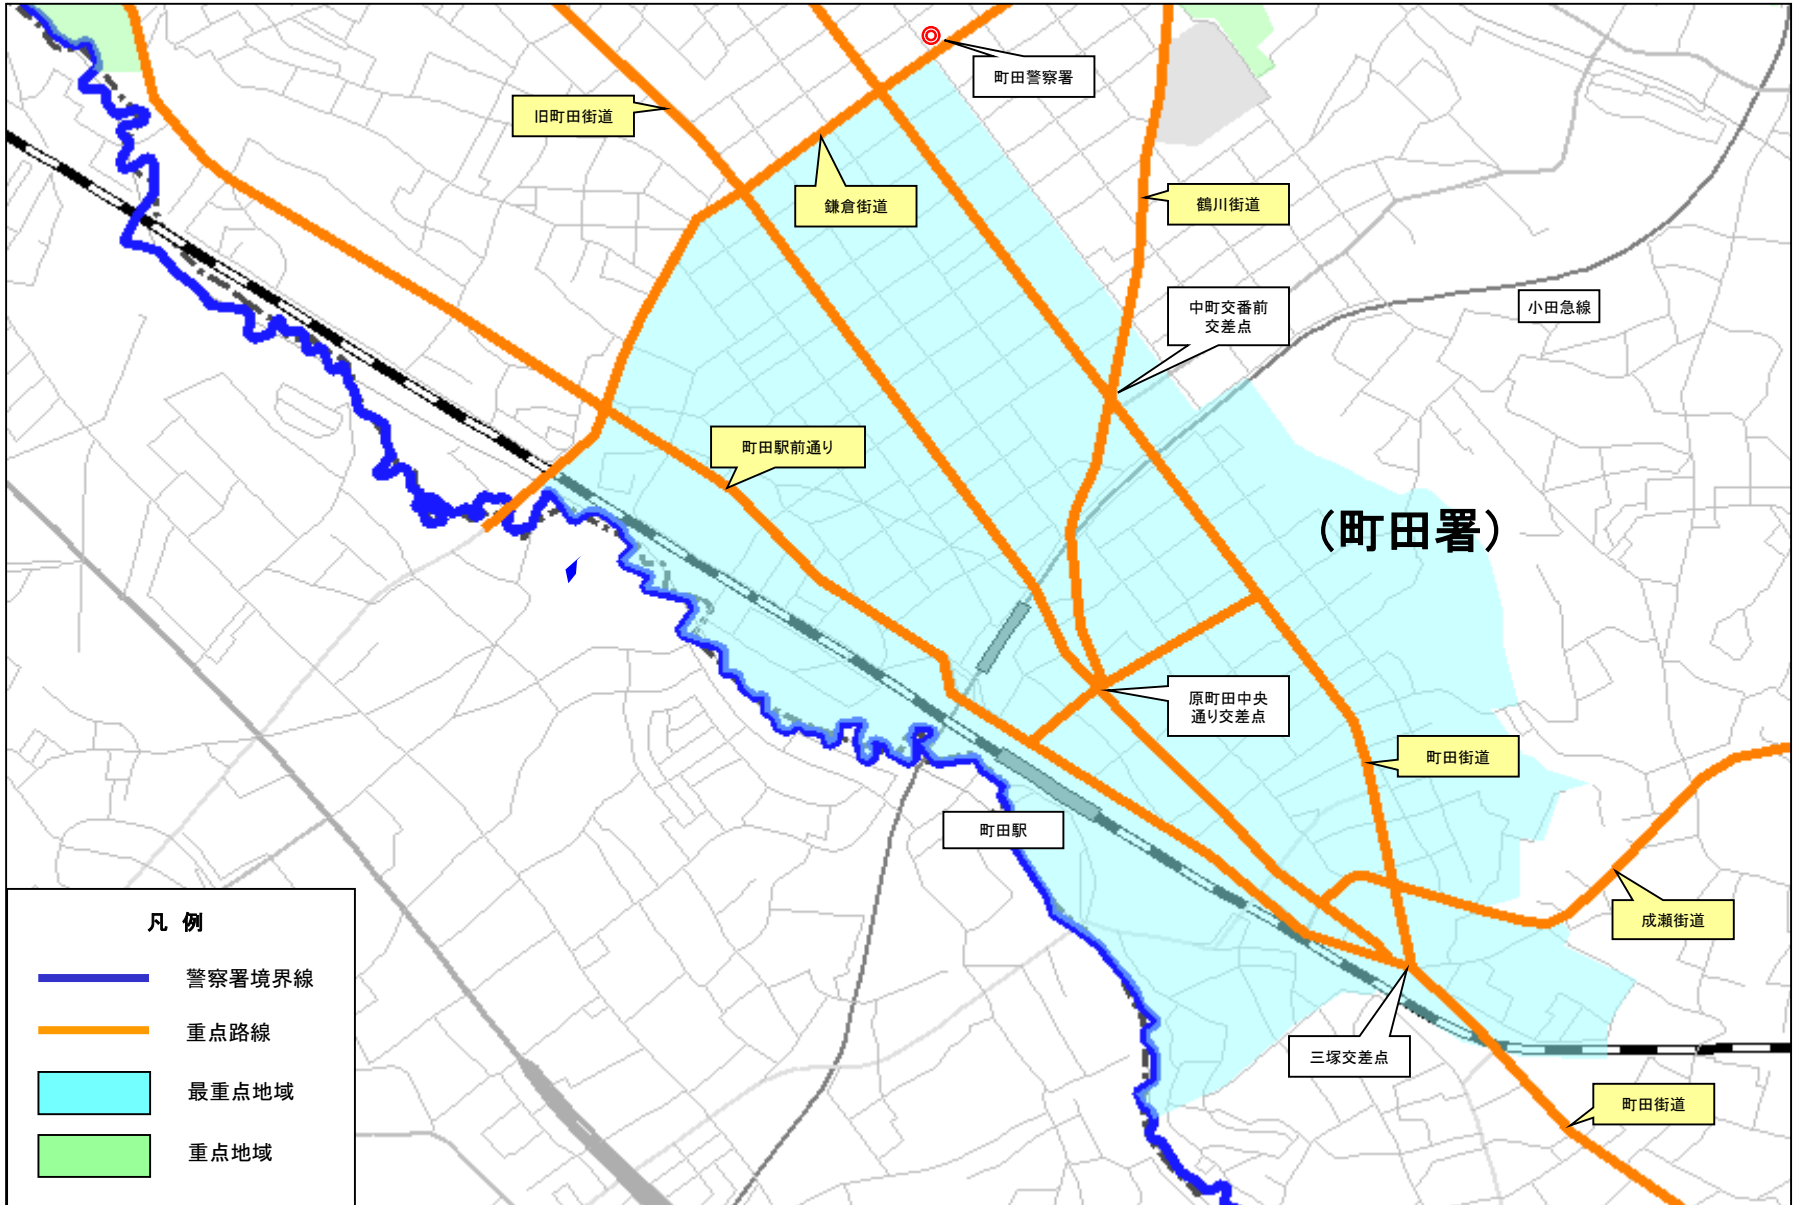 町田警察署
旧町田街道
鎌倉街道
鶴川街道
中町交番前
交差点
小田急線
町田駅前通り
(町田署)
原町田中央
通り交差点
町田街道
町田駅
成瀬街道
三塚交差点
町田街道
凡 例
警察署境界線
重点路線
最重点地域
重点地域